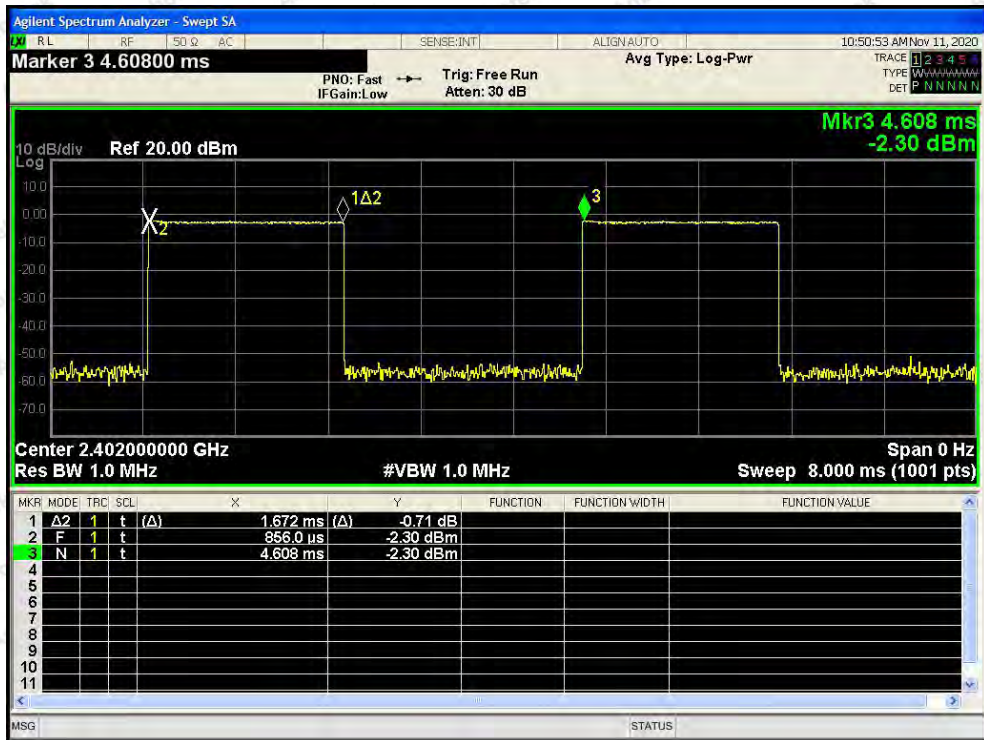 Agilent Spectrum Analyzer - Swept SA
LXI RL RF 50 Ω AC SENSE:INT ALIGNAUTO 10:50:53 AM Nov 11, 2020
Marker 3 4.60800 ms Avg Type: Log-Pwr TRACE 1 2 3 4 5 6
PNO: Fast Trig: Free Run TYPE WWWWWW
IFGain:Low Atten: 30 dB DET P N N N N N
Mkr3 4.608 ms
10 dB/div Ref 20.00 dBm -2.30 dBm
Log
10.0
1Δ2 3
0.00
2
-10.0
-20.0
-30.0
-40.0
-50.0
-60.0
-70.0
Center 2.402000000 GHz Span 0 Hz
Res BW 1.0 MHz #VBW 1.0 MHz Sweep 8.000 ms (1001 pts)
MKR MODE TRC SCL X Y FUNCTION FUNCTION WIDTH FUNCTION VALUE
1 Δ2 1 t (Δ) 1.672 ms (Δ) -0.71 dB
2 F 1 t 856.0 µs -2.30 dBm
3 N 1 t 4.608 ms -2.30 dBm
4
5
6
7
8
9
10
11
MSG STATUS